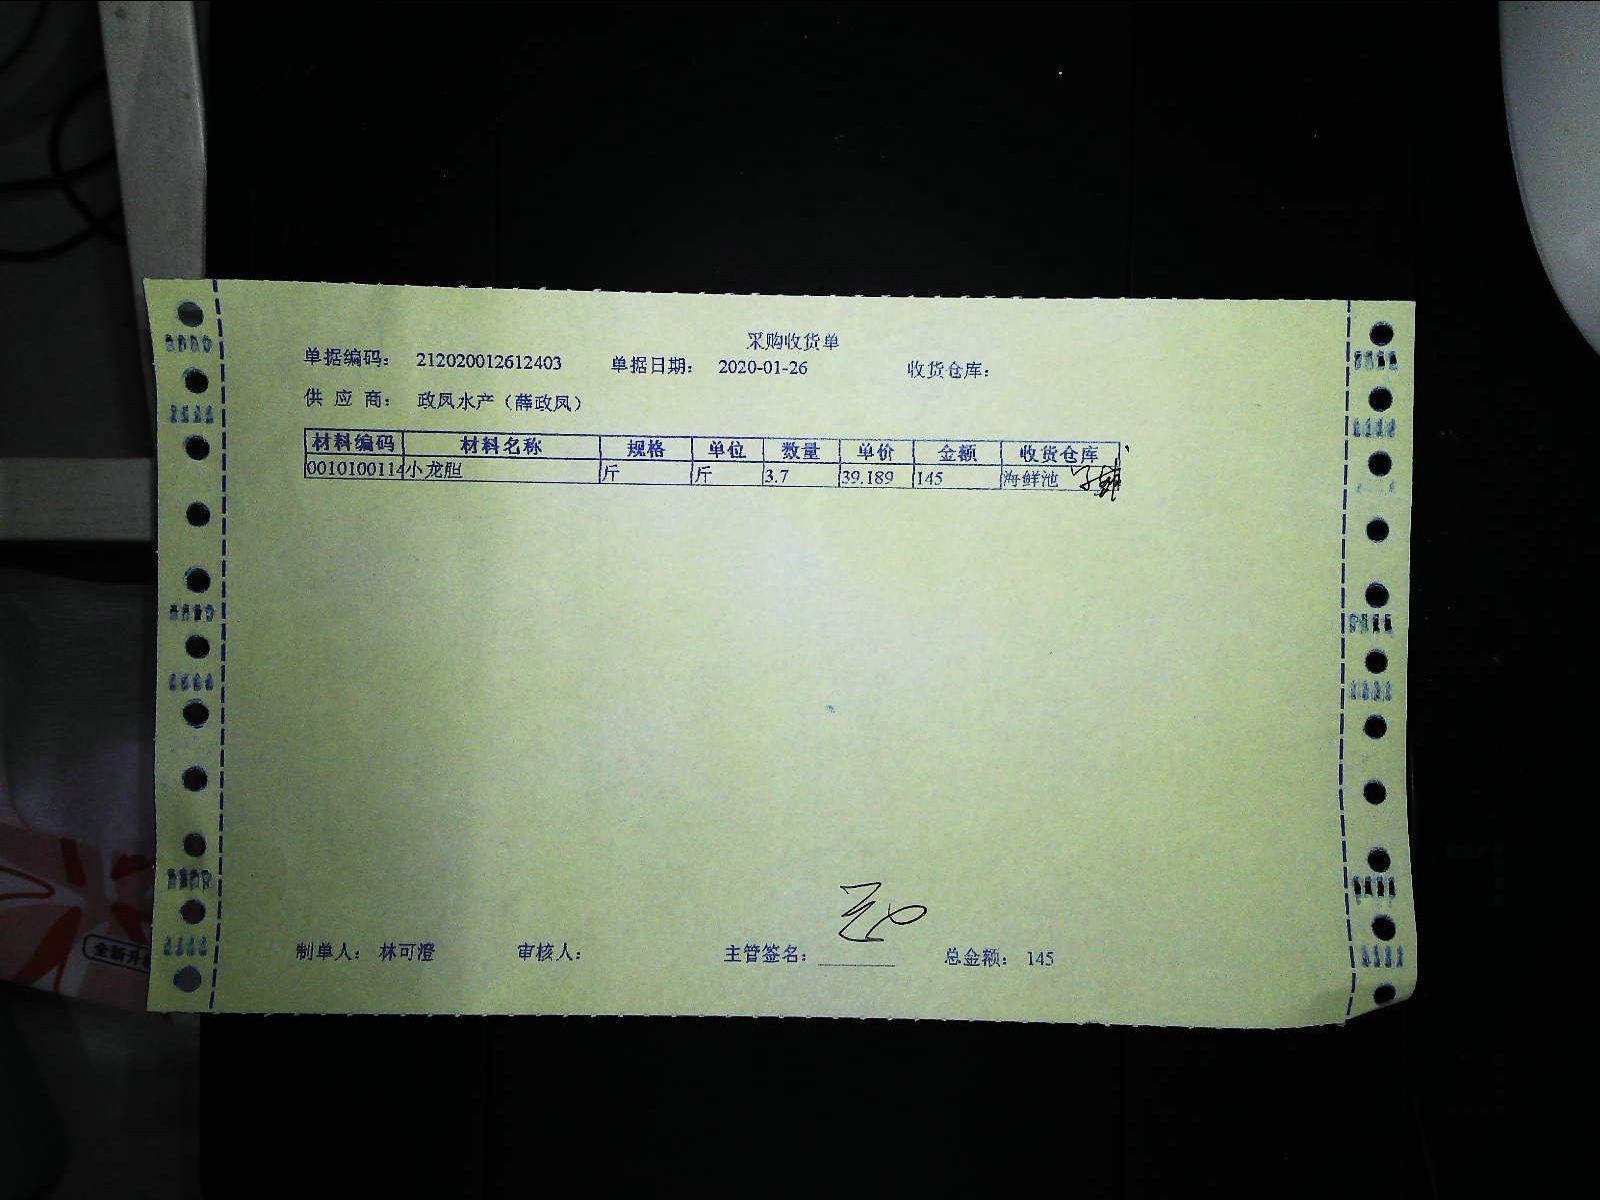 采购收货单
单据编码： 212020012612403 单据日期： 2020-01-26 收货仓库：
供 应 商： 政凤水产（薛政凤）
材料编码 材料名称 规格 单位 数量 单价 金额 收货仓库
0010100114 小龙胆 斤 斤 3.7 39.189 145 海鲜池
制单人： 林可澄 审核人： 主管签名： 总金额： 145
全新升